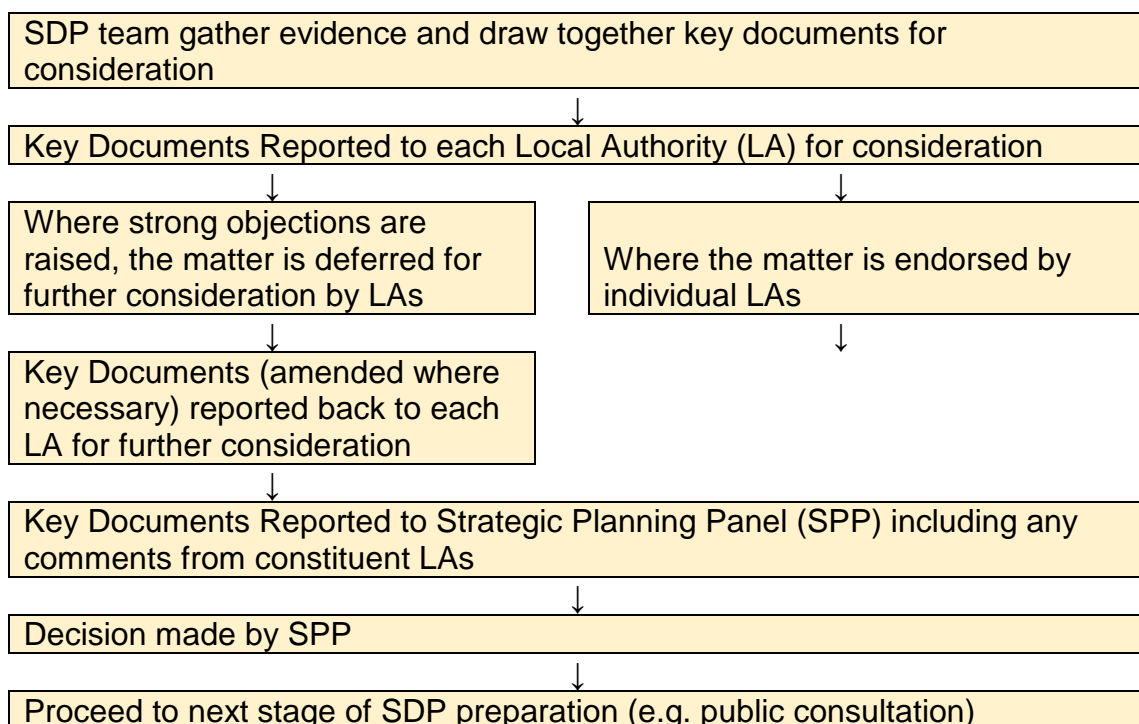 SDP team gather evidence and draw together key documents for
consideration
↓
Key Documents Reported to each Local Authority (LA) for consideration
↓
↓
Where strong objections are
raised, the matter is deferred for
further consideration by LAs
Where the matter is endorsed by
individual LAs
↓
↓
Key Documents (amended where
necessary) reported back to each
LA for further consideration
↓
Key Documents Reported to Strategic Planning Panel (SPP) including any
comments from constituent LAs
↓
Decision made by SPP
↓
Proceed to next stage of SDP preparation (e.g. public consultation)